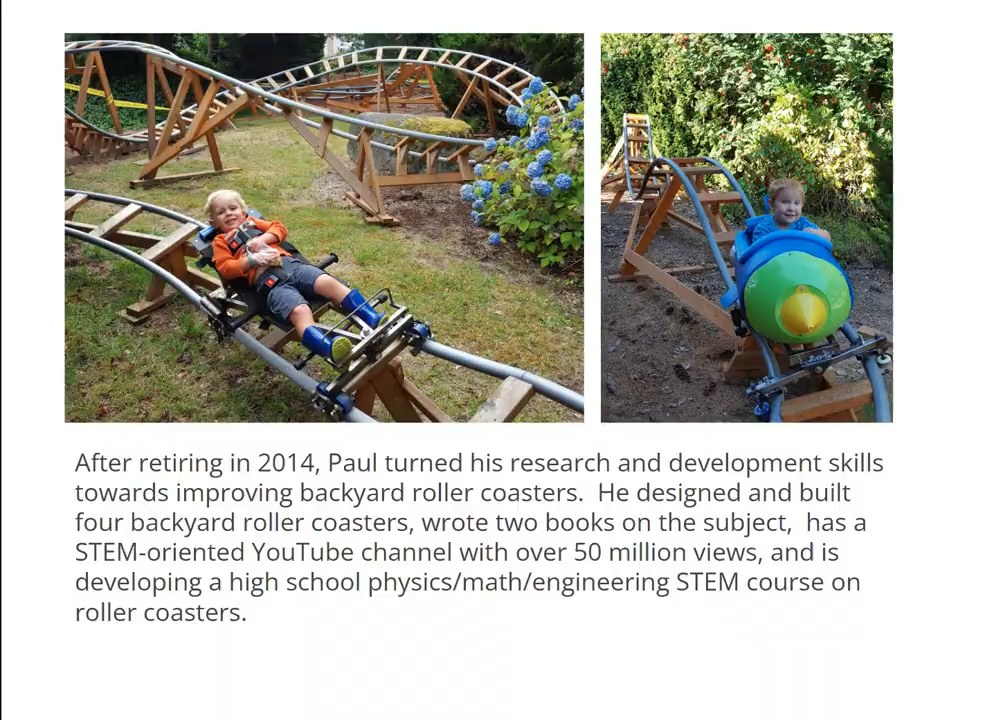 After retiring in 2014, Paul turned his research and development skills
towards improving backyard roller coasters.  He designed and built
four backyard roller coasters, wrote two books on the subject,  has a
STEM-oriented YouTube channel with over 50 million views, and is
developing a high school physics/math/engineering STEM course on
roller coasters.